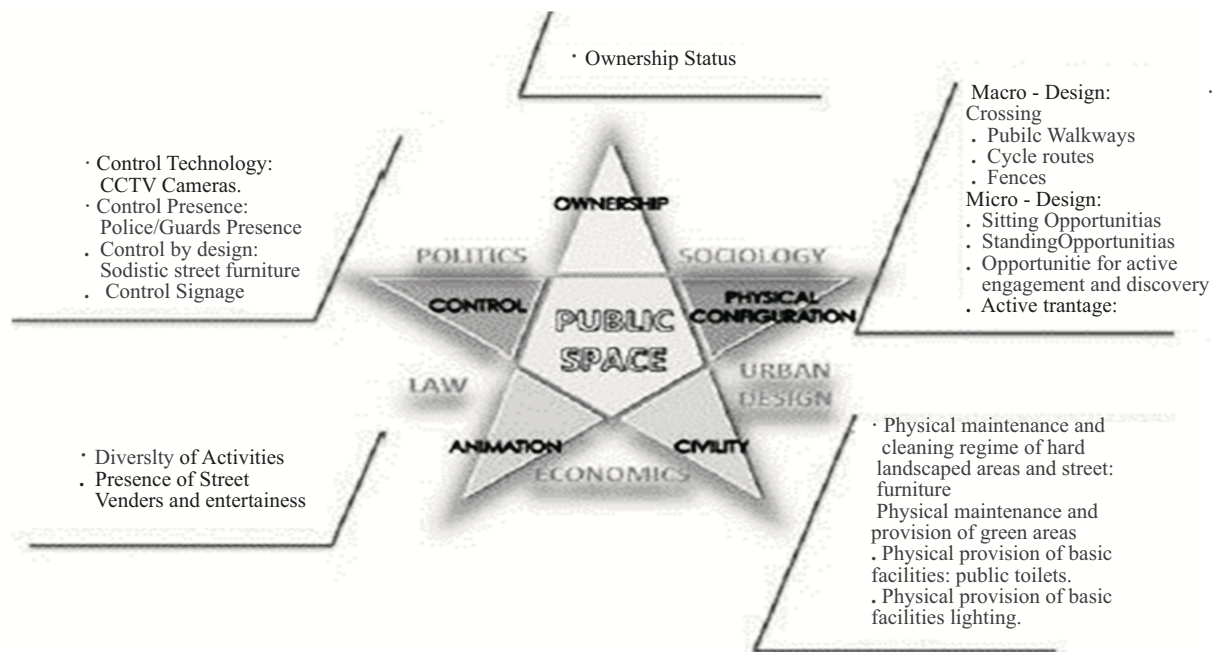 · Ownership Status
Macro - Design: ·
Crossing
. Pubilc Walkways
. Cycle routes
. Fences
Micro - Design:
. Sitting Opportunitias
. StandingOpportunitias
. Opportunitie for active
engagement and discovery
. Active trantage:
· Control Technology:
CCTV Cameras.
· Control Presence:
Police/Guards Presence
. Control by design:
Sodistic street furniture
. Control Signage
OWNERSHIP
POLITICS
SOCIOLOGY
CONTROL
PHYSICAL
CONFIGURATION
PUBLIC
SPACE
LAW
URBAN
DESIGN
ANIMATION
CIVILITY
ECONOMICS
· Diverslty of Activities
. Presence of Street
Venders and entertainess
· Physical maintenance and
cleaning regime of hard
landscaped areas and street:
furniture
Physical maintenance and
provision of green areas
. Physical provision of basic
facilities: public toilets.
. Physical provision of basic
facilities lighting.